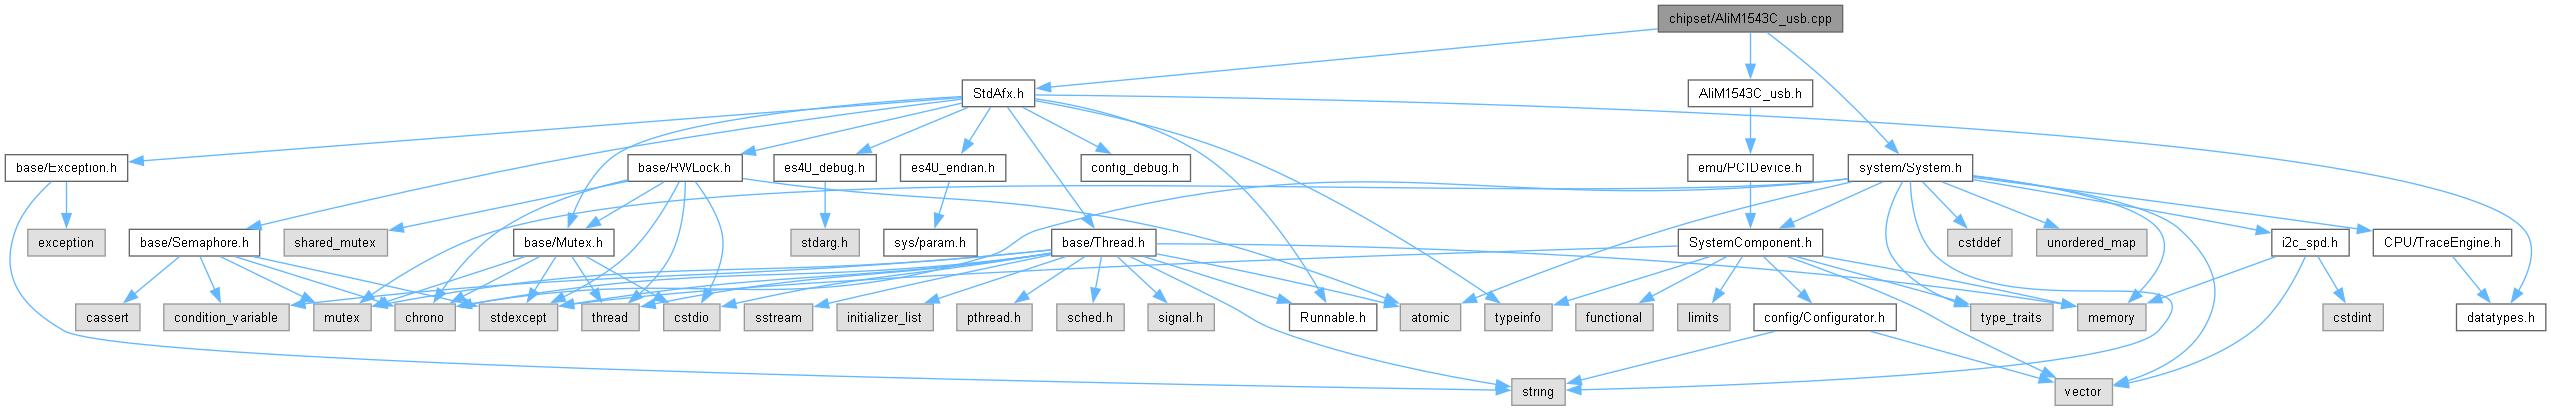 chipset/AliM1543C_usb.cpp
StdAfx.h
AliM1543C_usb.h
base/Exception.h
base/RWLock.h
es4U_debug.h
es4U_endian.h
config_debug.h
emu/PCIDevice.h
system/System.h
exception
base/Semaphore.h
shared_mutex
base/Mutex.h
stdarg.h
sys/param.h
base/Thread.h
SystemComponent.h
cstddef
unordered_map
i2c_spd.h
CPU/TraceEngine.h
cassert
condition_variable
mutex
chrono
stdexcept
thread
cstdio
sstream
initializer_list
pthread.h
sched.h
signal.h
Runnable.h
atomic
typeinfo
functional
limits
config/Configurator.h
type_traits
memory
cstdint
datatypes.h
string
vector